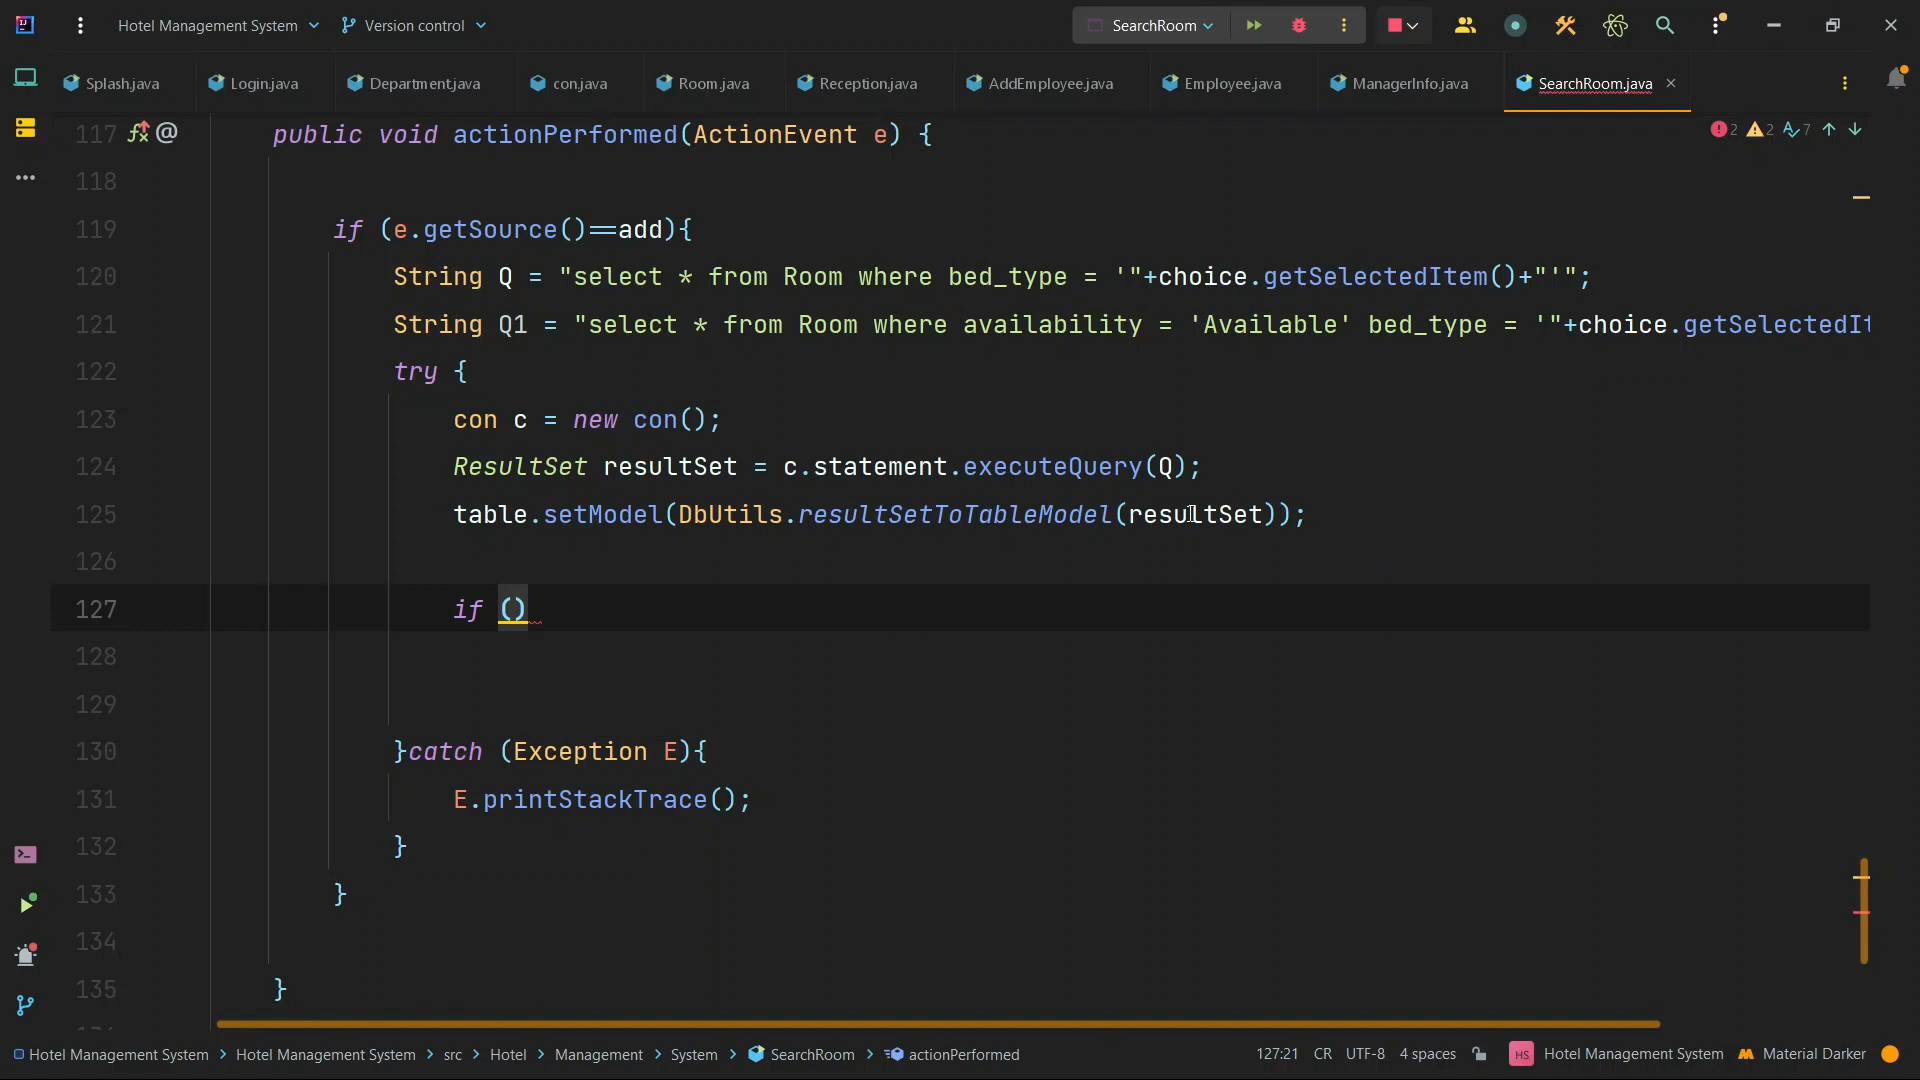 Hotel Management System Version control SearchRoom
Splash.java Login.java Department.java con.java Room.java Reception.java AddEmployee.java Employee.java ManagerInfo.java SearchRoom.java
117 public void actionPerformed(ActionEvent e) { 2 2 7
118
119 if (e.getSource()==add){
120 String Q = "select * from Room where bed_type = '"+choice.getSelectedItem()+"'";
121 String Q1 = "select * from Room where availability = 'Available' bed_type = '"+choice.getSelectedIt
122 try {
123 con c = new con();
124 ResultSet resultSet = c.statement.executeQuery(Q);
125 table.setModel(DbUtils.resultSetToTableModel(resultSet));
126
127 if ()
128
129
130 }catch (Exception E){
131 E.printStackTrace();
132 }
133 }
134
135 }
Hotel Management System > Hotel Management System > src > Hotel > Management > System > SearchRoom > actionPerformed 127:21 CR UTF-8 4 spaces HS Hotel Management System Material Darker